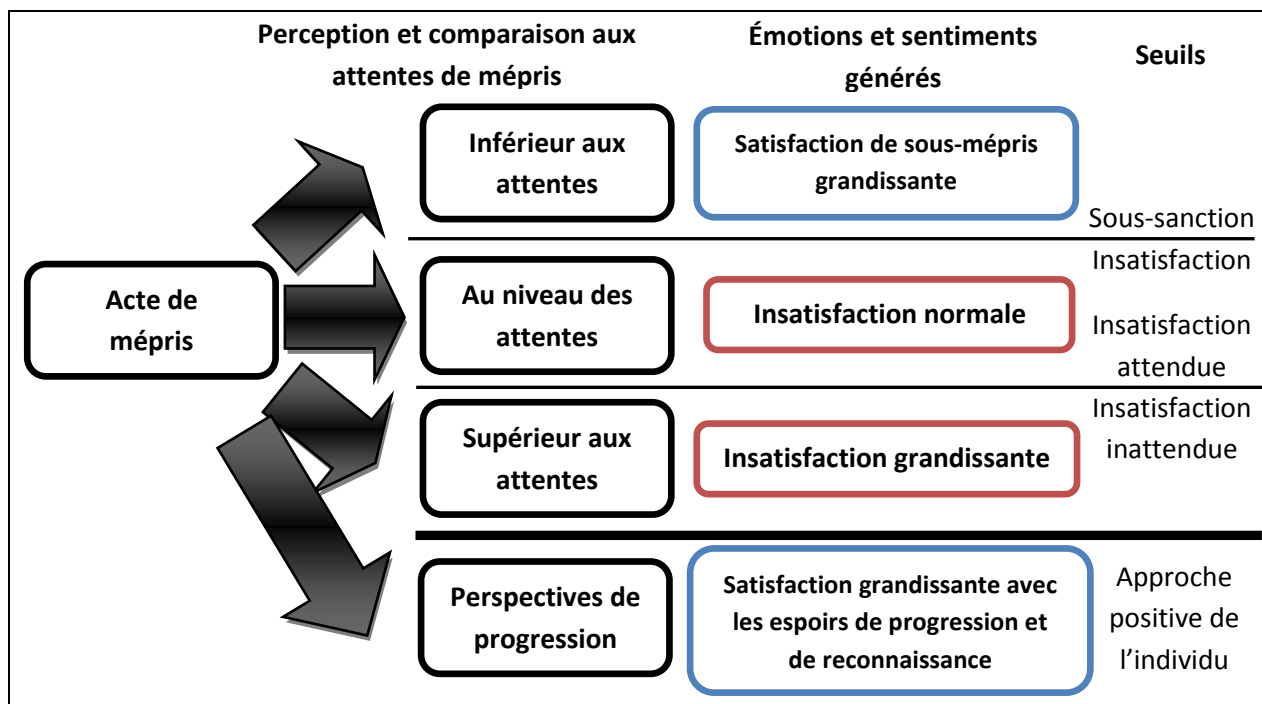 Perception et comparaison aux
attentes de mépris
Émotions et sentiments
générés
Seuils
Inférieur aux
attentes
Satisfaction de sous-mépris
grandissante
Sous-sanction
Acte de
mépris
Au niveau des
attentes
Insatisfaction normale
Insatisfaction
Insatisfaction
attendue
Supérieur aux
attentes
Insatisfaction grandissante
Insatisfaction
inattendue
Perspectives de
progression
Satisfaction grandissante avec
les espoirs de progression et
de reconnaissance
Approche
positive de
l’individu